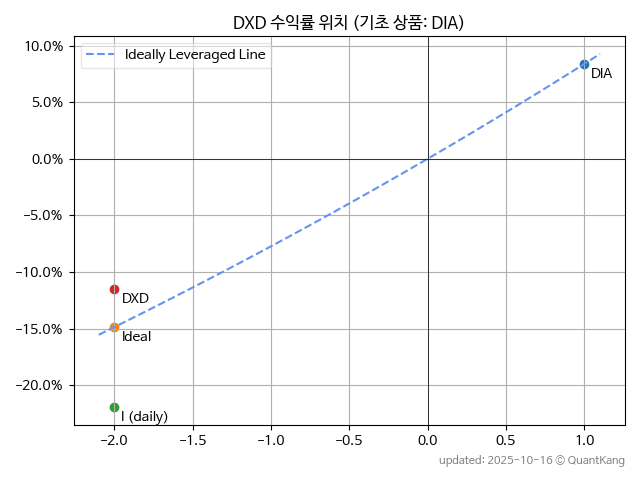 DXD 수익률 위치 (기초 상품: DIA)
10.0%
5.0%
0.0%
−5.0%
−10.0%
−15.0%
−20.0%
Ideally Leveraged Line
DIA
DXD
Ideal
I (daily)
−2.0
−1.5
−1.0
−0.5
0.0
0.5
1.0
updated: 2025-10-16 © QuantKang